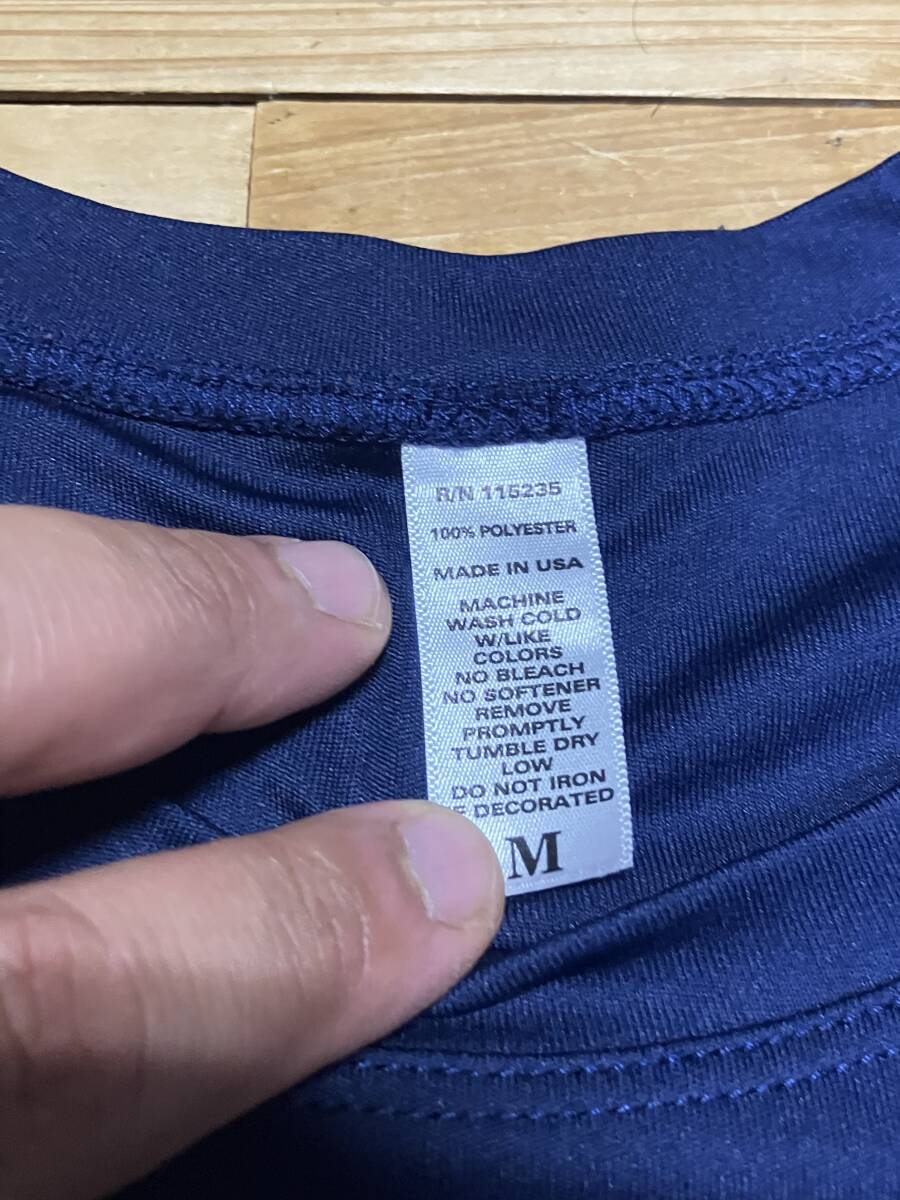 R/N 115235
100% POLYESTER
MADE IN USA
MACHINE
WASH COLD
W/LIKE
COLORS
NO BLEACH
NO SOFTENER
REMOVE
PROMPTLY
TUMBLE DRY
LOW
DO NOT IRON
DECORATED
M